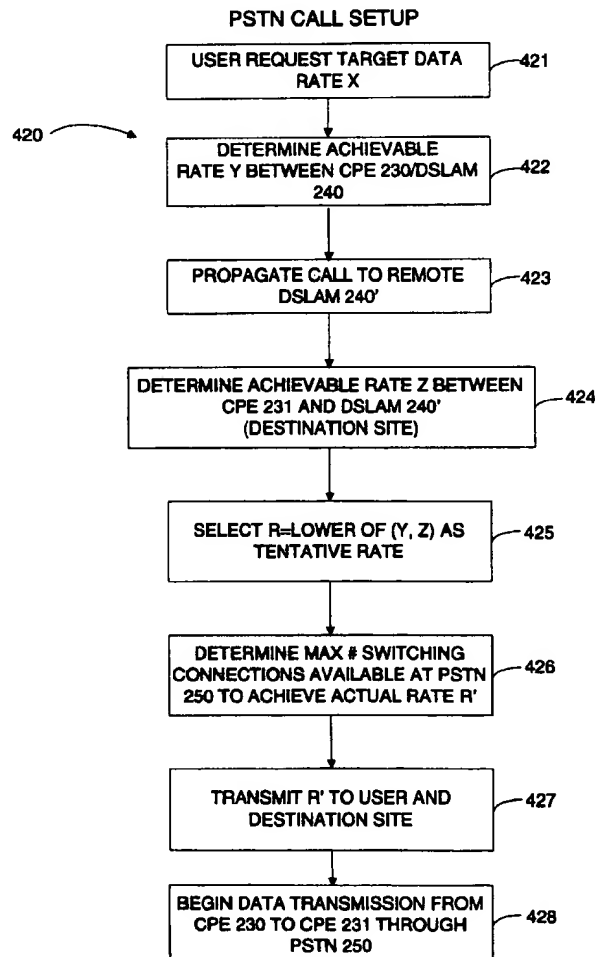 PSTN CALL SETUP
USER REQUEST TARGET DATA
RATE X
421
420
DETERMINE ACHIEVABLE
RATE Y BETWEEN CPE 230/DSLAM
240
422
PROPAGATE CALL TO REMOTE
DSLAM 240'
423
DETERMINE ACHIEVABLE RATE Z BETWEEN
CPE 231 AND DSLAM 240'
(DESTINATION SITE)
424
SELECT R=LOWER OF (Y, Z) AS
TENTATIVE RATE
425
DETERMINE MAX # SWITCHING
CONNECTIONS AVAILABLE AT PSTN
250 TO ACHIEVE ACTUAL RATE R'
426
TRANSMIT R' TO USER AND
DESTINATION SITE
427
BEGIN DATA TRANSMISSION FROM
CPE 230 TO CPE 231 THROUGH
PSTN 250
428